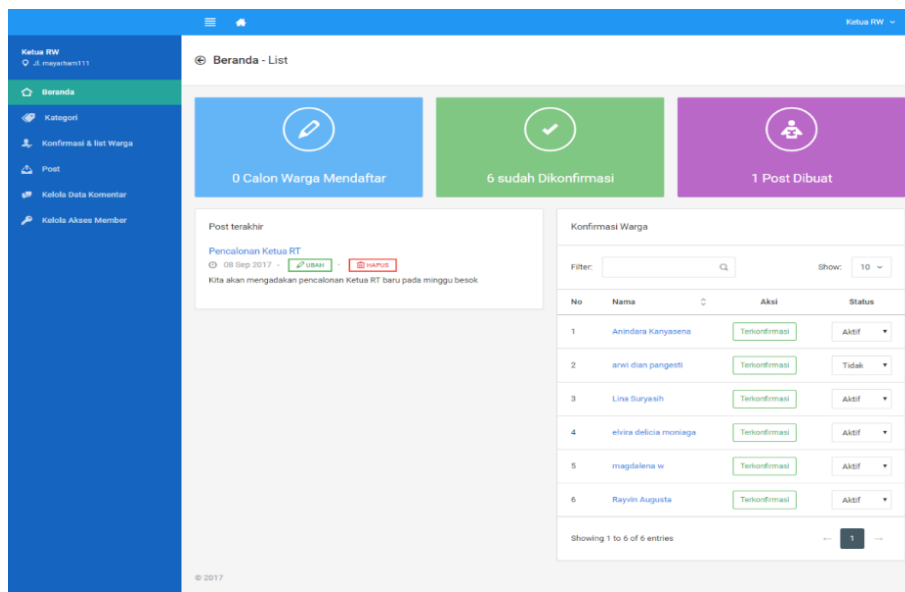 Ketua RW
Ketua RW
Jl. mayarham111
Beranda - List
Beranda
Kategori
Konfirmasi & list Warga
Post
Kelola Data Komentar
Kelola Akses Member
0 Calon Warga Mendaftar
6 sudah Dikonfirmasi
1 Post Dibuat
Post terakhir
Pencalonan Ketua RT
08 Sep 2017 - UBAH - HAPUS
Kita akan mengadakan pencalonan Ketua RT baru pada minggu besok
Konfirmasi Warga
Filter: Show: 10
No Nama Aksi Status
1 Anindara Kanyasena Terkonfirmasi Aktif
2 arwi dian pangesti Terkonfirmasi Tidak
3 Lina Suryasih Terkonfirmasi Aktif
4 elvira delicia moniaga Terkonfirmasi Aktif
5 magdalena w Terkonfirmasi Aktif
6 Rayvin Augusta Terkonfirmasi Aktif
Showing 1 to 6 of 6 entries ← 1 →
© 2017